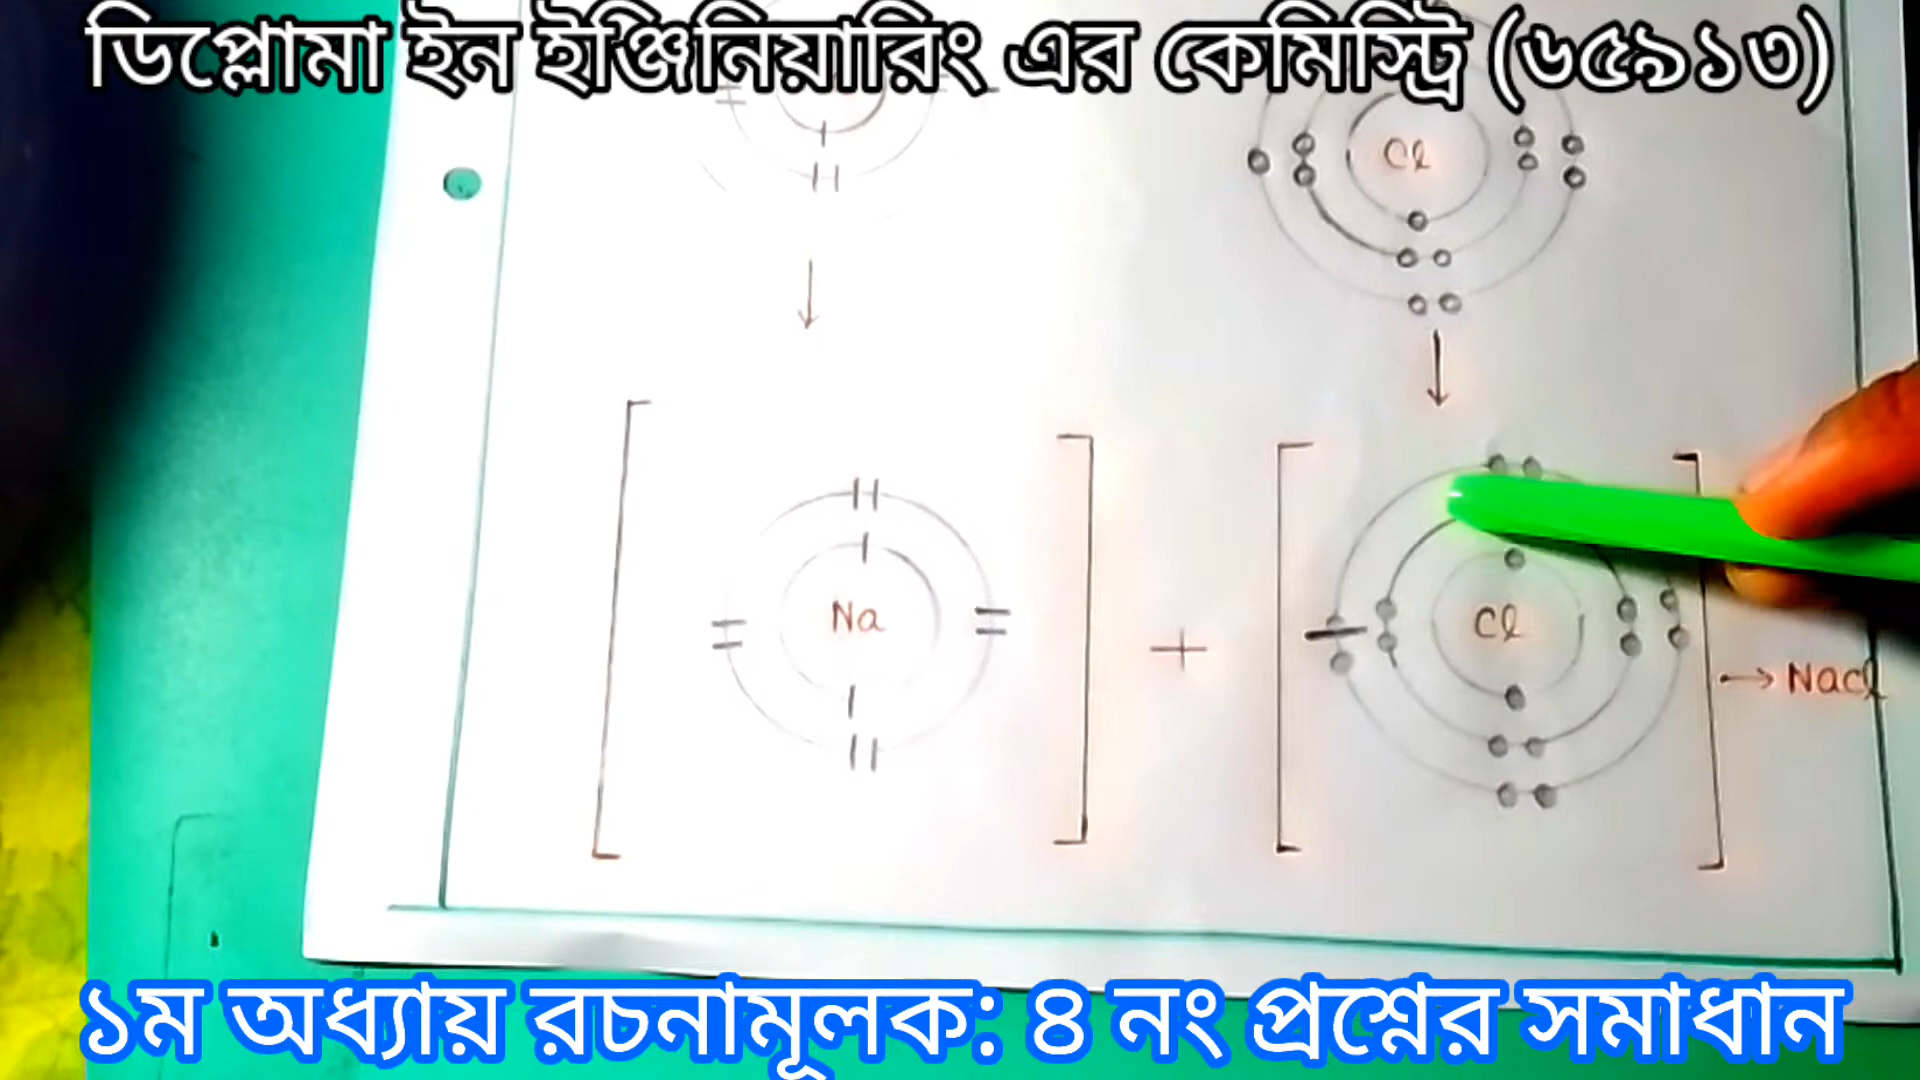 ডিপ্লোমা ইন ইঞ্জিনিয়ারিং এর কেমিস্ট্রি (৬৫৯১৩)
Cl
Na
+
Cl
→ Nacl
১ম অধ্যায় রচনামূলক: ৪ নং প্রশ্নের সমাধান